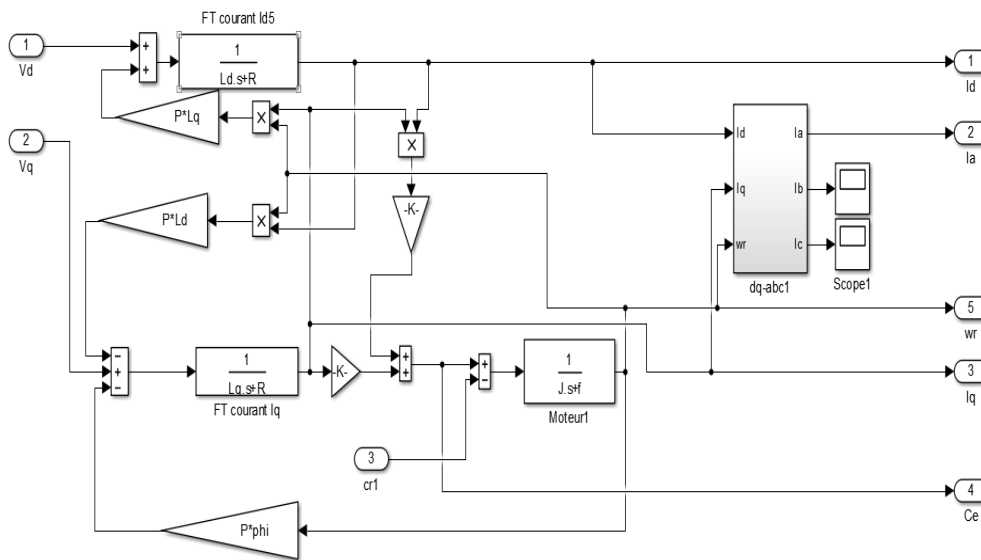 FT courant Id5
1
Vd
+
+
1
Ld.s+R
1
Id
P*Lq
X
X
2
Vq
Id
Iq
wr
Ia
Ib
Ic
dq-abc1
2
Ia
Scope1
P*Ld
X
-K-
5
wr
−
+
−
1
Lq.s+R
FT courant Iq
-K-
+
+
+
−
1
J.s+f
Moteur1
3
Iq
3
cr1
4
Ce
P*phi